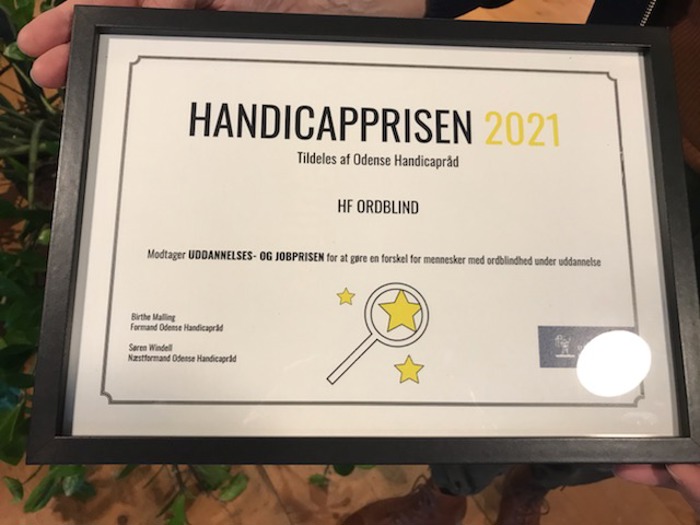 HANDICAPPRISEN 2021
Tildeles af Odense Handicapråd
HF ORDBLIND
Modtager UDDANNELSES- OG JOBPRISEN for at gøre en forskel for mennesker med ordblindhed under uddannelse
Birthe Malling
Formand Odense Handicapråd
Søren Windell
Næstformand Odense Handicapråd